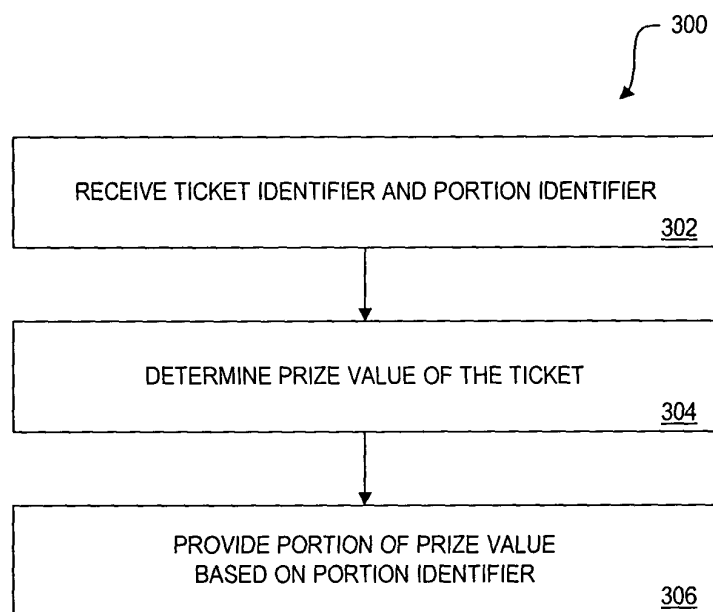 300
RECEIVE TICKET IDENTIFIER AND PORTION IDENTIFIER
302
DETERMINE PRIZE VALUE OF THE TICKET
304
PROVIDE PORTION OF PRIZE VALUE
BASED ON PORTION IDENTIFIER
306